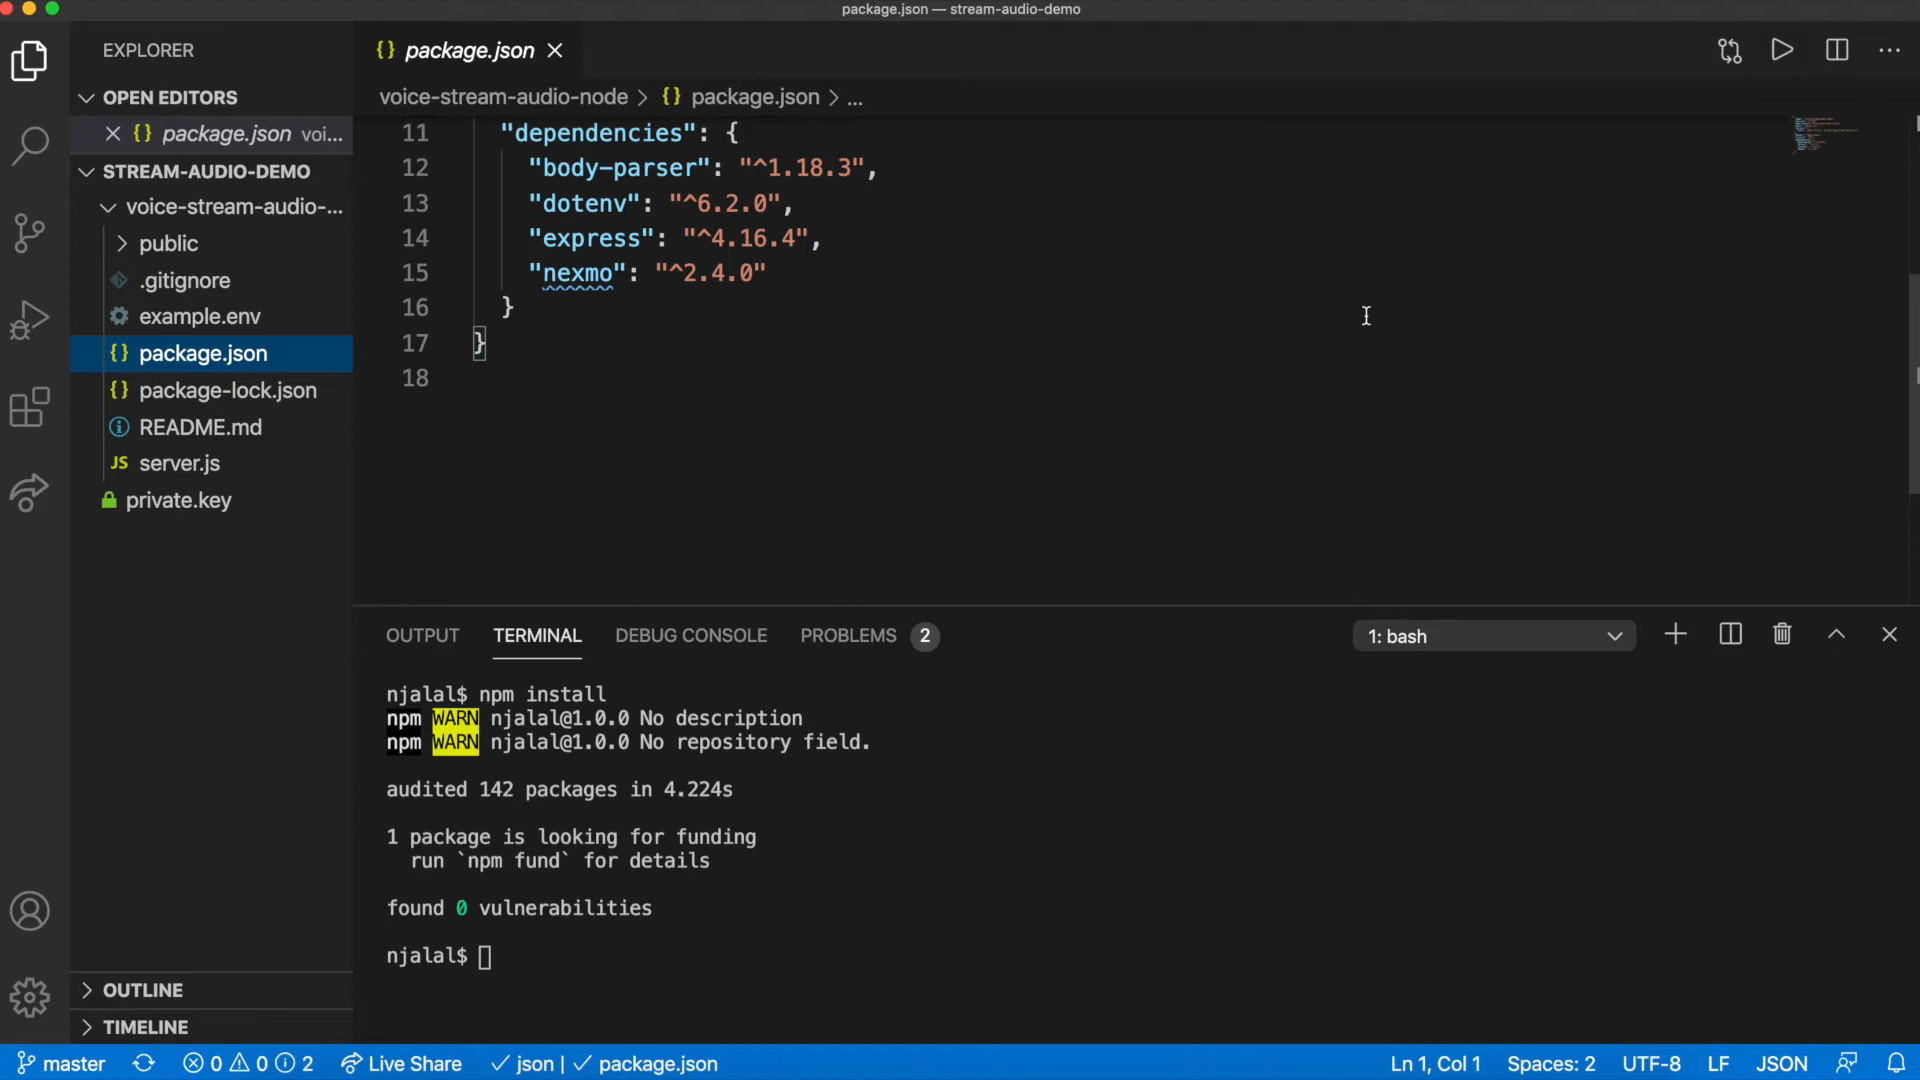 package.json — stream-audio-demo
EXPLORER
OPEN EDITORS
{} package.json voi...
STREAM-AUDIO-DEMO
voice-stream-audio-...
public
.gitignore
example.env
{} package.json
{} package-lock.json
README.md
JS server.js
private.key
OUTLINE
TIMELINE
{} package.json
voice-stream-audio-node > {} package.json > ...
11 "dependencies": {
12 "body-parser": "^1.18.3",
13 "dotenv": "^6.2.0",
14 "express": "^4.16.4",
15 "nexmo": "^2.4.0"
16 }
17 }
18
OUTPUT TERMINAL DEBUG CONSOLE PROBLEMS 2
1: bash
njalal$ npm install
npm WARN njalal@1.0.0 No description
npm WARN njalal@1.0.0 No repository field.
audited 142 packages in 4.224s
1 package is looking for funding
run `npm fund` for details
found 0 vulnerabilities
njalal$
master 0 0 2 Live Share ✓ json | ✓ package.json Ln 1, Col 1 Spaces: 2 UTF-8 LF JSON